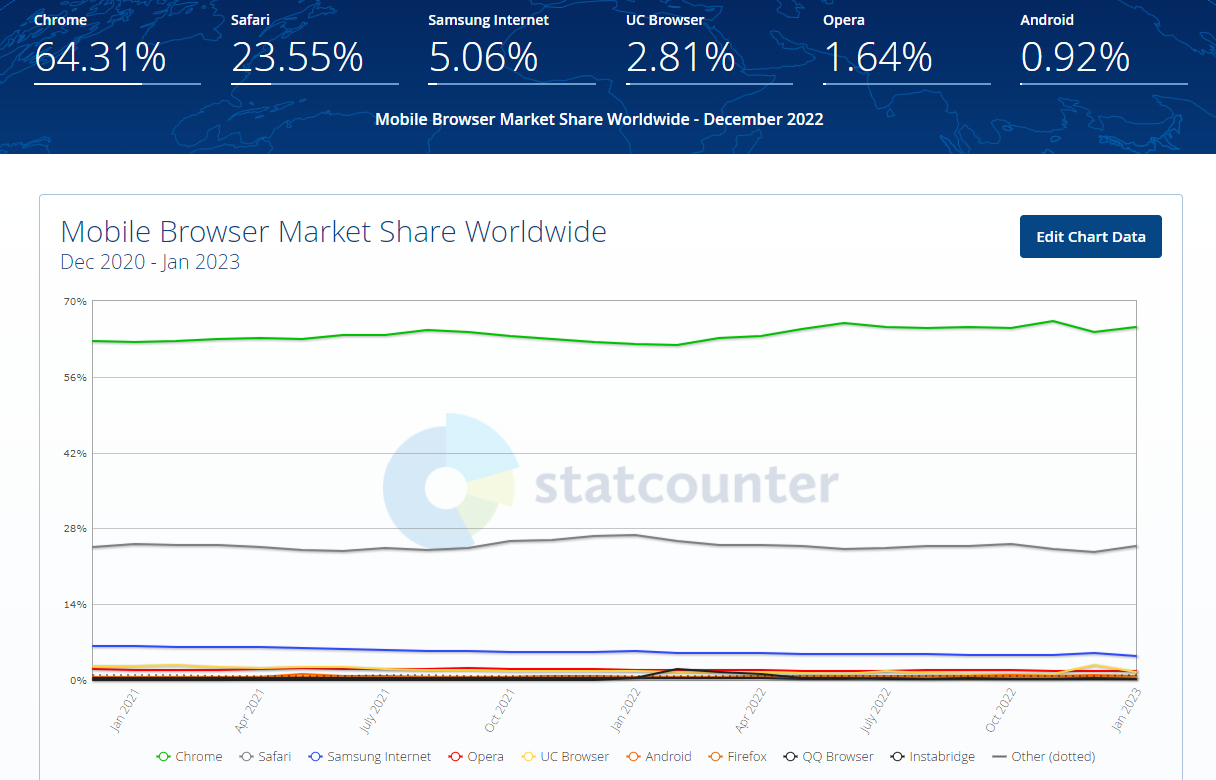 Chrome Safari Samsung Internet UC Browser Opera Android
64.31% 23.55% 5.06% 2.81% 1.64% 0.92%
Mobile Browser Market Share Worldwide - December 2022
Mobile Browser Market Share Worldwide
Dec 2020 - Jan 2023
Edit Chart Data
70%
56%
42%
statcounter
28%
14%
0%
Jan 2021 Apr 2021 July 2021 Oct 2021 Jan 2022 Apr 2022 July 2022 Oct 2022 Jan 2023
Chrome Safari Samsung Internet Opera UC Browser Android Firefox QQ Browser Instabridge Other (dotted)